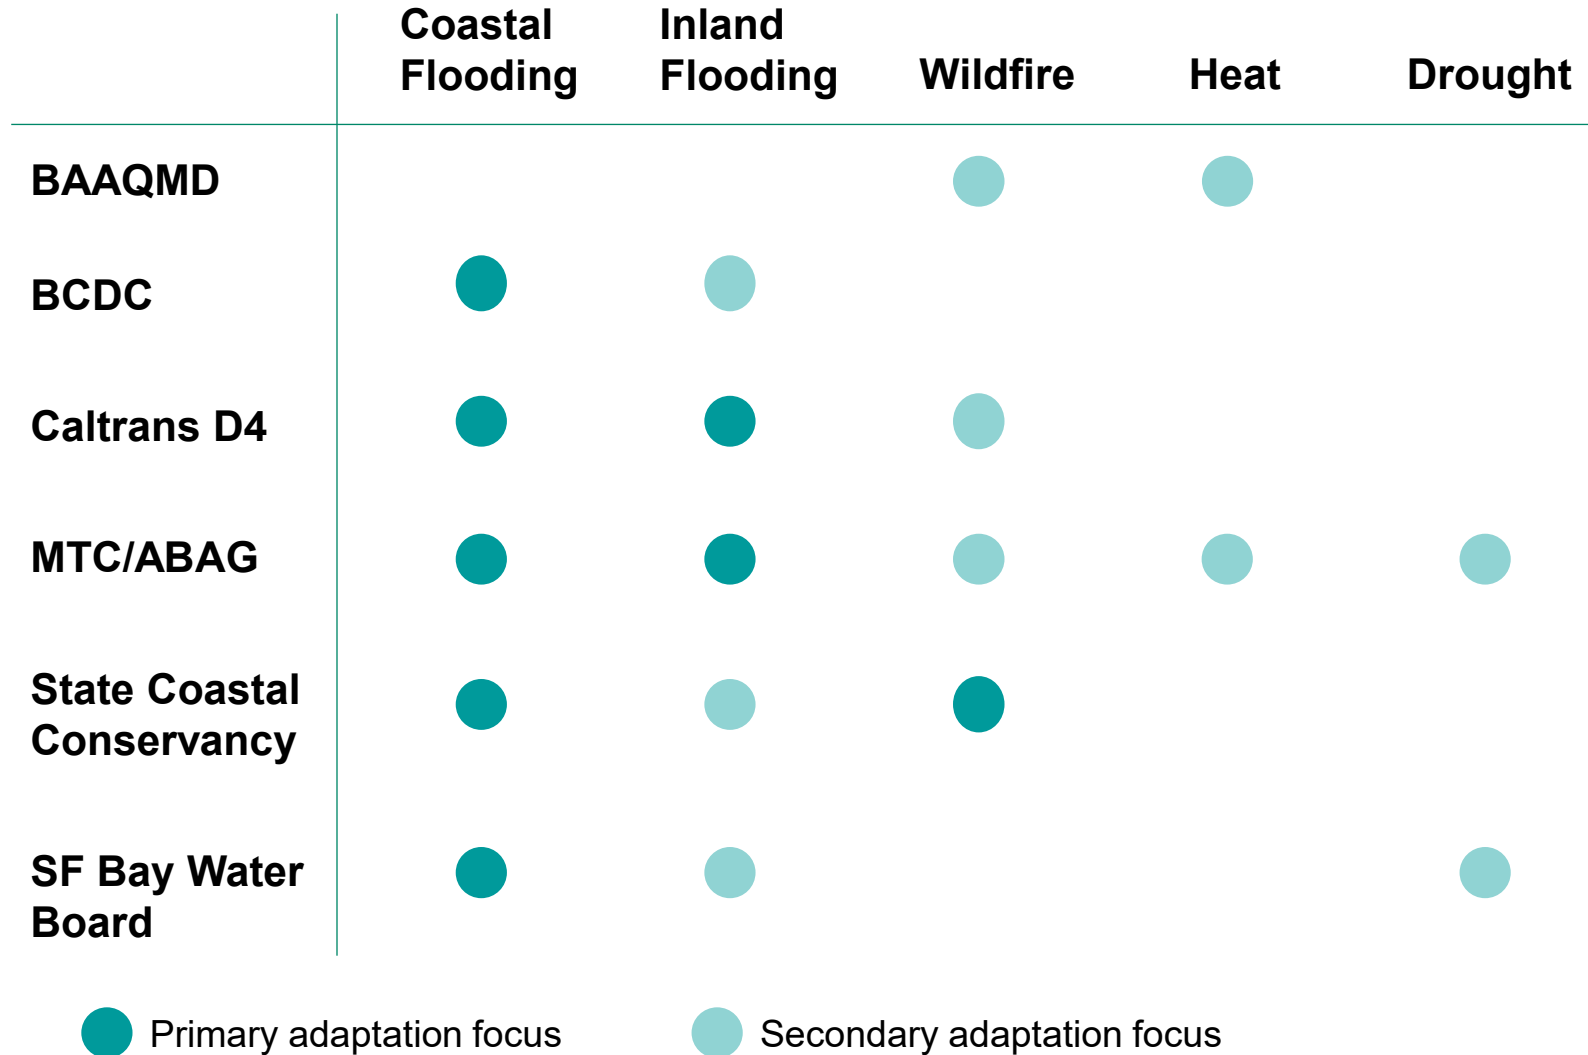 Coastal
Flooding
Inland
Flooding
Wildfire
Heat
Drought
BAAQMD
BCDC
Caltrans D4
MTC/ABAG
State Coastal
Conservancy
SF Bay Water
Board
Primary adaptation focus
Secondary adaptation focus